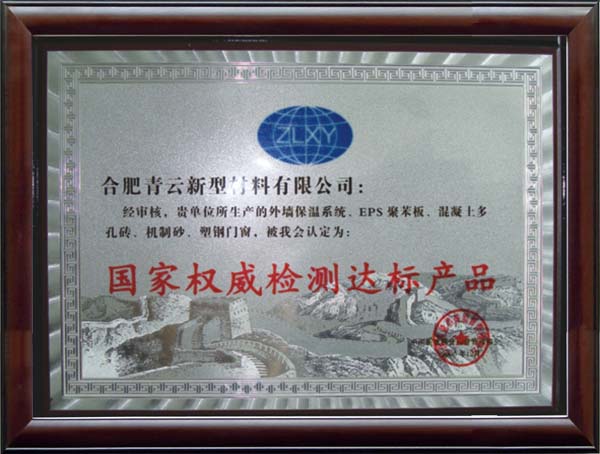 ZLXY
合肥青云新型材料有限公司：
经审核，贵单位所生产的外墙保温系统、EPS 聚苯板、混凝土多
孔砖、机制砂、塑钢门窗，被我会认定为：
国家权威检测达标产品